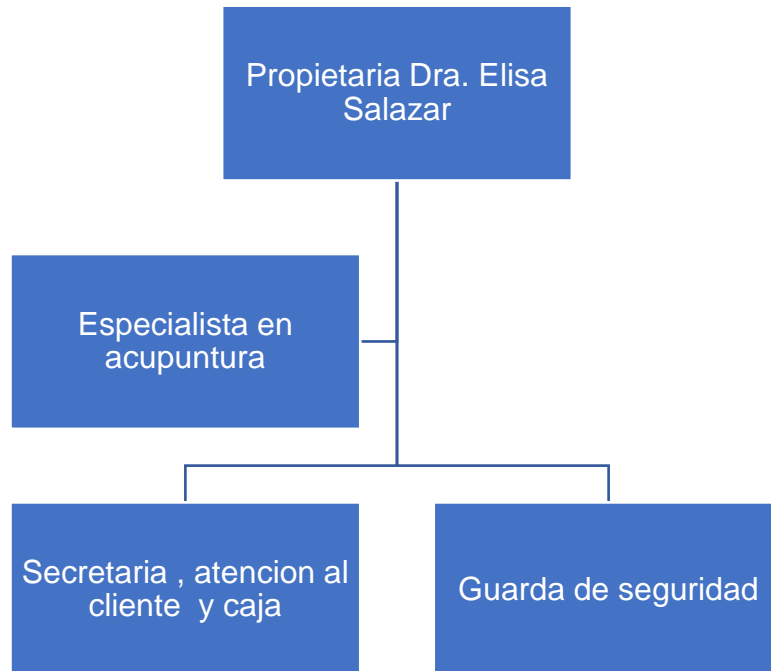 Propietaria Dra. Elisa
Salazar
Especialista en
acupuntura
Secretaria , atencion al
cliente y caja
Guarda de seguridad